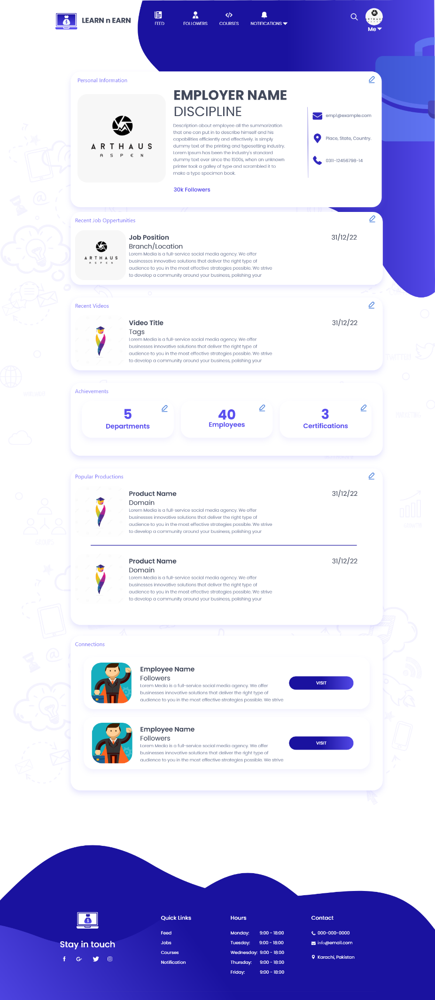 LEARN n EARN
FEED
FOLLOWERS
COURSES
NOTIFICATIONS
ARTHAUS
ASPEN
Me
Personal Information
ARTHAUS
ASPEN
EMPLOYER NAME
DISCIPLINE
Description about employee all the summarization
that one can put in to describe himself and his
capabilities efficiently and effectively. is simply
dummy text of the printing and typesetting industry.
Lorem Ipsum has been the industry's standard
dummy text ever since the 1500s, when an unknown
printer took a galley of type and scrambled it to
make a type specimen book.
30k Followers
emp1@example.com
Place, State, Country.
0311-12456798-14
Recent Job Oppertunities
ARTHAUS
ASPEN
Job Position
31/12/22
Branch/Location
Lorem Media is a full-service social media agency. We offer
businesses innovative solutions that deliver the right type of
audience to you in the most effective strategies possible. We strive
to develop a community around your business, polishing your
Recent Videos
Video Title
31/12/22
Tags
Lorem Media is a full-service social media agency. We offer
businesses innovative solutions that deliver the right type of
audience to you in the most effective strategies possible. We strive
to develop a community around your business, polishing your
TWITTER
Achievements
5
Departments
40
Employees
3
Certifications
MARKETING
Popular Productions
Product Name
31/12/22
Domain
Lorem Media is a full-service social media agency. We offer
businesses innovative solutions that deliver the right type of
audience to you in the most effective strategies possible. We strive
to develop a community around your business, polishing your
Product Name
31/12/22
Domain
Lorem Media is a full-service social media agency. We offer
businesses innovative solutions that deliver the right type of
audience to you in the most effective strategies possible. We strive
to develop a community around your business, polishing your
GROUPS
GROWTH
Connections
Employee Name
Followers
Lorem Media is a full-service social media agency. We offer
businesses innovative solutions that deliver the right type of
audience to you in the most effective strategies possible. We strive
VISIT
Employee Name
Followers
Lorem Media is a full-service social media agency. We offer
businesses innovative solutions that deliver the right type of
audience to you in the most effective strategies possible. We strive
VISIT
Stay in touch
Quick Links
Feed
Jobs
Courses
Notification
Hours
Monday: 9:00 - 18:00
Tuesday: 9:00 - 18:00
Wednesday: 9:00 - 18:00
Thursday: 9:00 - 18:00
Friday: 9:00 - 18:00
Contact
000-000-0000
info@email.com
Karachi, Pakistan